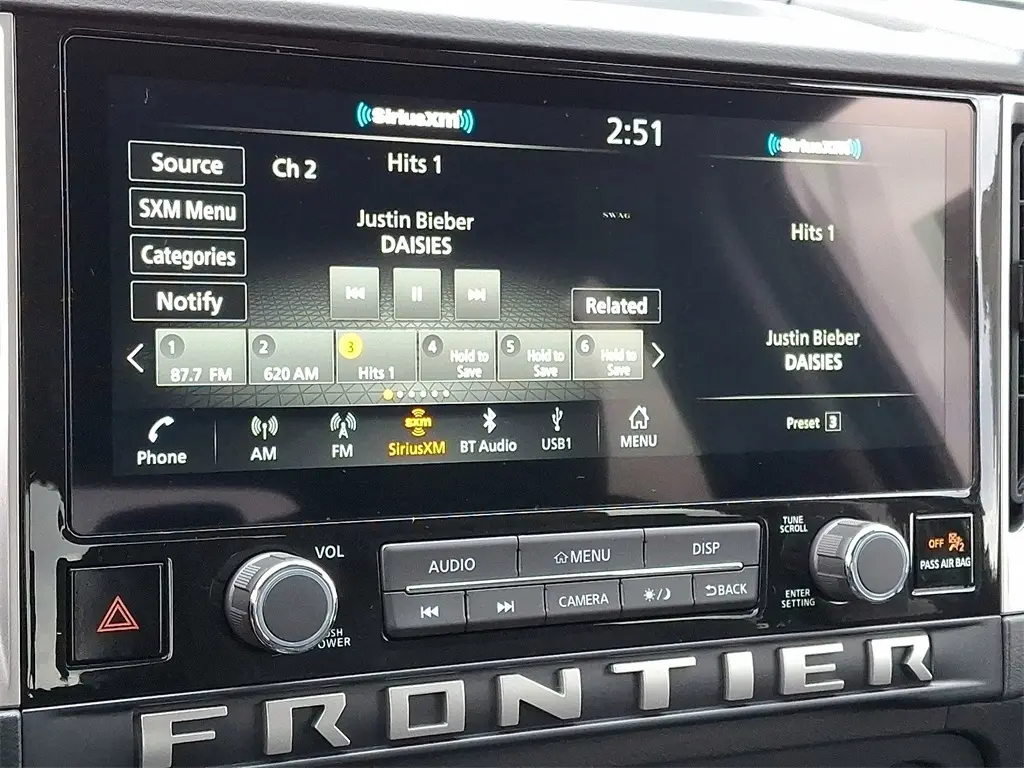 SiriusXM
2:51
SiriusXM
Source
Ch 2
Hits 1
SXM Menu
Justin Bieber
SWAG
DAISIES
Hits 1
Categories
Notify
Related
1
2
3
4
5
6
87.7 FM
620 AM
Hits 1
Hold to
Save
Hold to
Save
Hold to
Save
Justin Bieber
DAISIES
Preset 3
Phone
AM
FM
sxm
SiriusXM
BT Audio
USB1
MENU
VOL
AUDIO
MENU
DISP
TUNE
SCROLL
CAMERA
BACK
ENTER
SETTING
OFF 2
PASS AIR BAG
FRONTIER